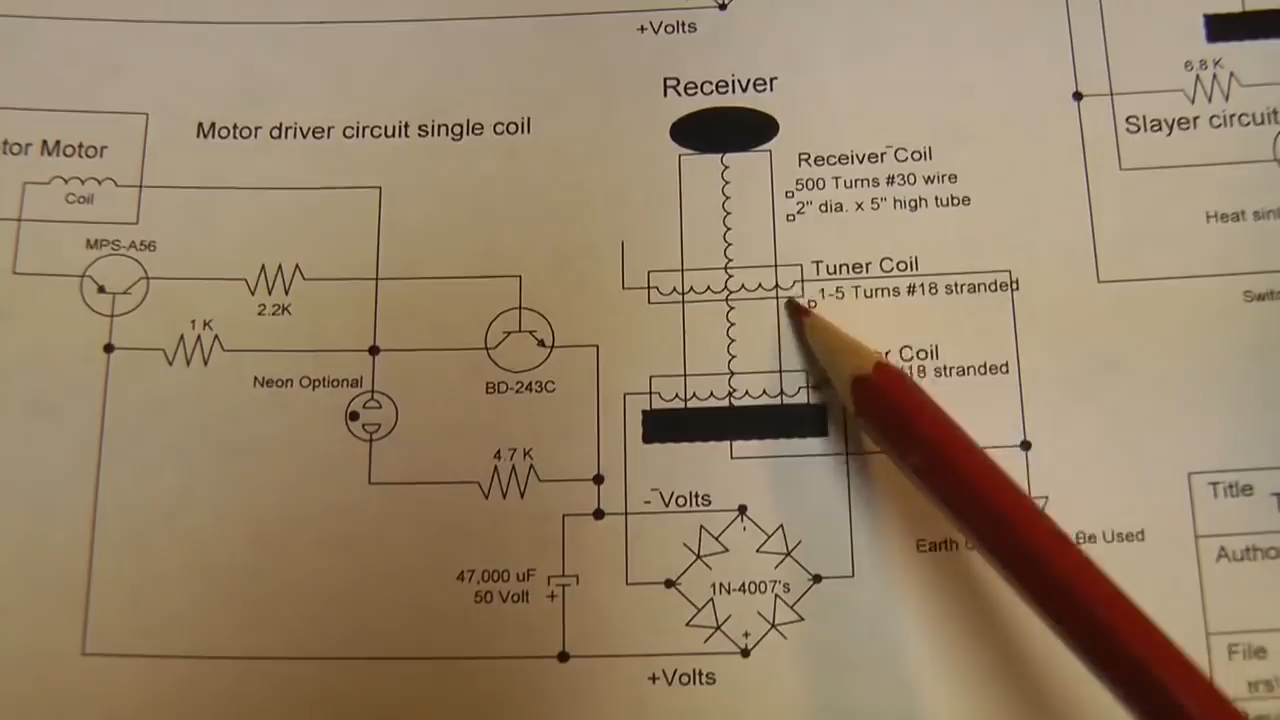 +Volts
Receiver
6.8 K
Slayer circuit
Motor driver circuit single coil
tor Motor
Coil
Receiver Coil
500 Turns #30 wire
2" dia. x 5" high tube
Heat sin
MPS-A56
2.2K
1 K
Tuner Coil
1-5 Turns #18 stranded
Neon Optional
BD-243C
Coil
18 stranded
4.7 K
- Volts
Title
Earth
Be Used
Autho
47,000 uF
50 Volt
+
1N-4007's
-
+
File
+Volts